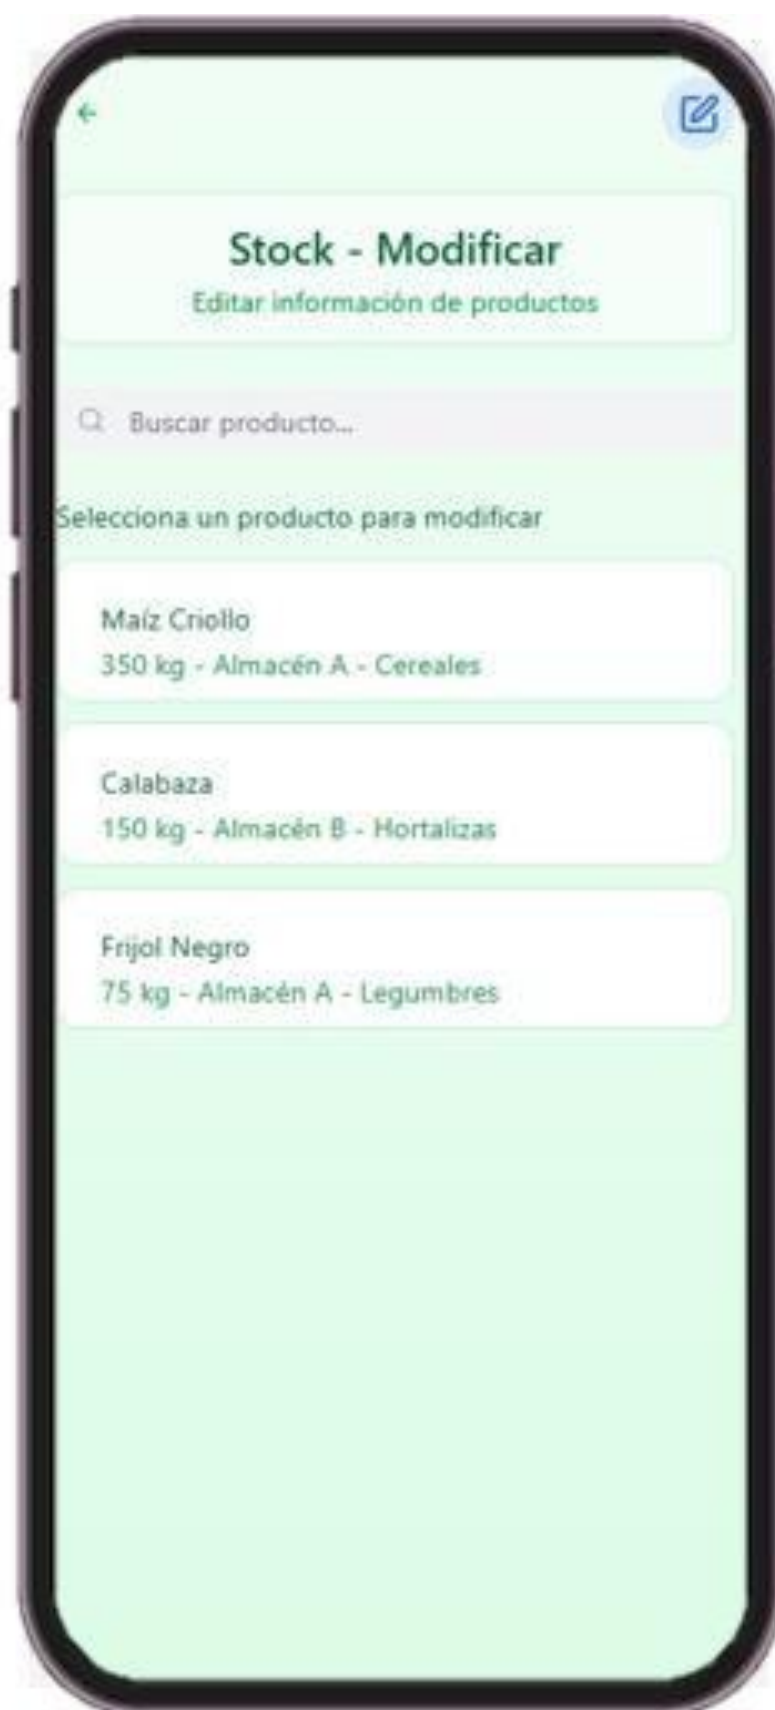 Stock - Modificar
Editar información de productos
Buscar producto...
Selecciona un producto para modificar
Maíz Criollo
350 kg - Almacén A - Cereales
Calabaza
150 kg - Almacén B - Hortalizas
Frijol Negro
75 kg - Almacén A - Legumbres